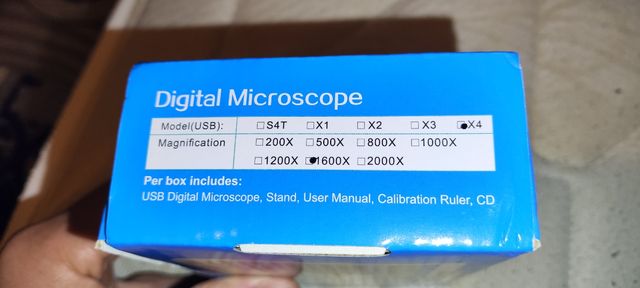 Digital Microscope
Model(USB): S4T X1 X2 X3 X4
Magnification 200X 500X 800X 1000X
1200X 1600X 2000X
Per box includes:
USB Digital Microscope, Stand, User Manual, Calibration Ruler, CD